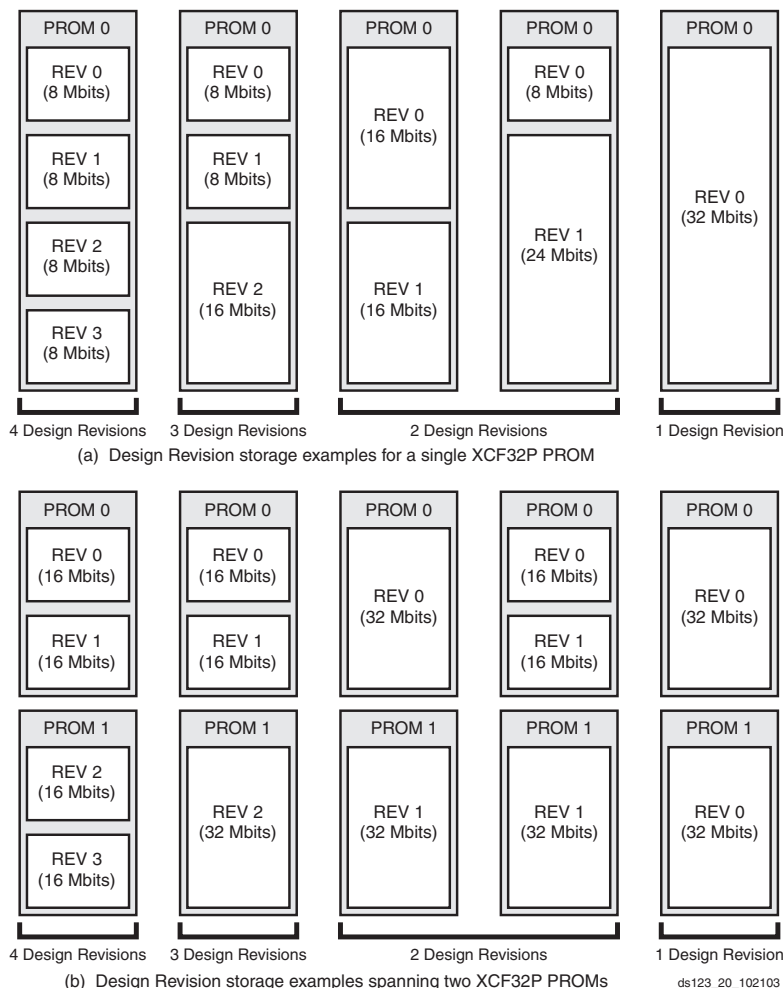 PROM 0
REV 0
(8 Mbits)
REV 1
(8 Mbits)
REV 2
(8 Mbits)
REV 3
(8 Mbits)
PROM 0
REV 0
(8 Mbits)
REV 1
(8 Mbits)
REV 2
(16 Mbits)
PROM 0
REV 0
(16 Mbits)
REV 1
(16 Mbits)
PROM 0
REV 0
(8 Mbits)
REV 1
(24 Mbits)
PROM 0
REV 0
(32 Mbits)
4 Design Revisions
3 Design Revisions
2 Design Revisions
1 Design Revision
(a) Design Revision storage examples for a single XCF32P PROM
PROM 0
REV 0
(16 Mbits)
REV 1
(16 Mbits)
PROM 0
REV 0
(16 Mbits)
REV 1
(16 Mbits)
PROM 0
REV 0
(32 Mbits)
PROM 0
REV 0
(16 Mbits)
REV 1
(16 Mbits)
PROM 0
REV 0
(32 Mbits)
PROM 1
REV 2
(16 Mbits)
REV 3
(16 Mbits)
PROM 1
REV 2
(32 Mbits)
PROM 1
REV 1
(32 Mbits)
PROM 1
REV 1
(32 Mbits)
PROM 1
REV 0
(32 Mbits)
4 Design Revisions
3 Design Revisions
2 Design Revisions
1 Design Revision
(b) Design Revision storage examples spanning two XCF32P PROMs
ds123_20_102103